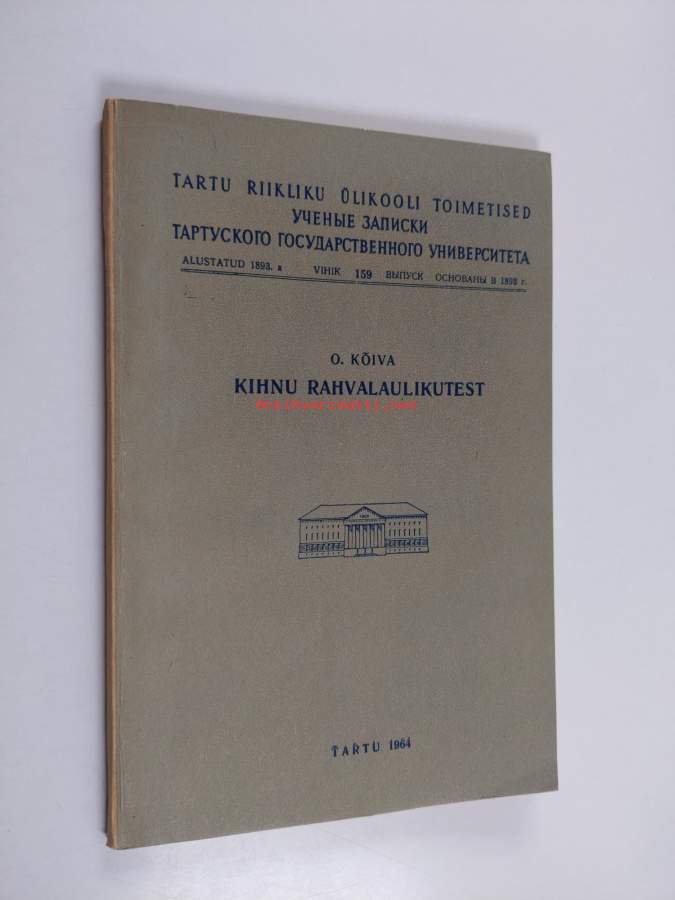 TARTU RIIKLIKU ÜLIKOOLI TOIMETISED
УЧЕНЫЕ ЗАПИСКИ
ТАРТУСКОГО ГОСУДАРСТВЕННОГО УНИВЕРСИТЕТА
ALUSTATUD 1893. a VIHIK 159 ВЫПУСК ОСНОВАНЫ В 1893 г.
O. KÕIVA
KIHNU RAHVALAULIKUTEST
TARTU 1964